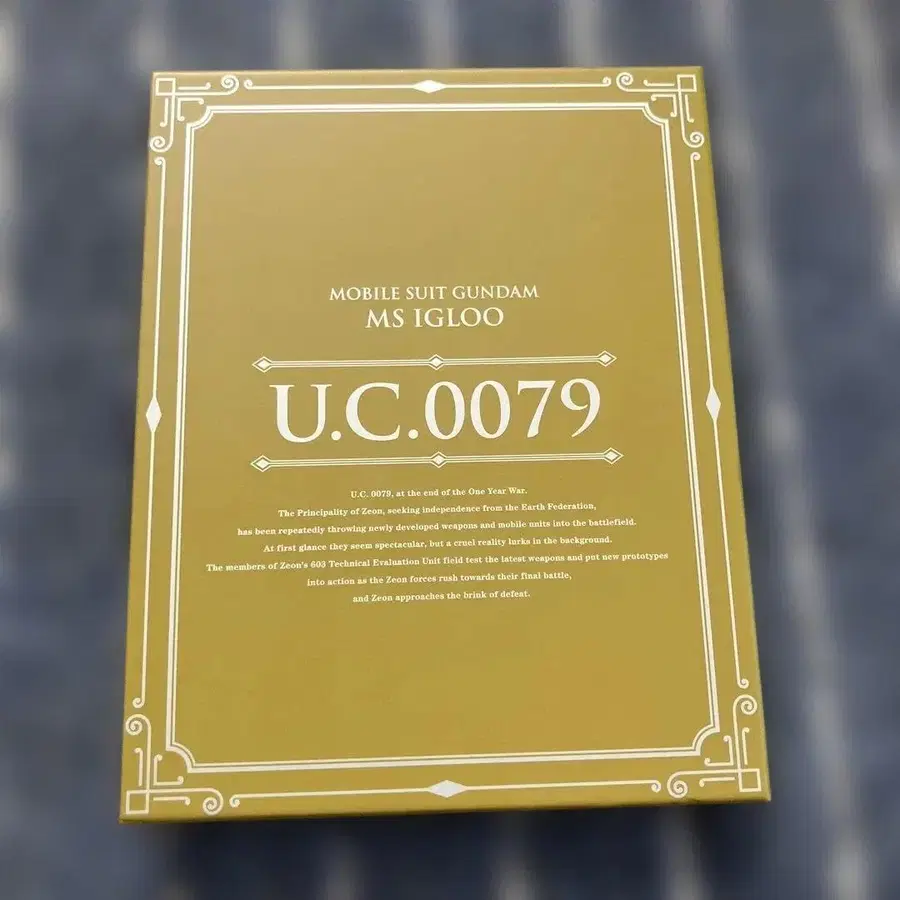 MOBILE SUIT GUNDAM
MS IGLOO
U.C.0079
U.C. 0079, at the end of the One Year War.
The Principality of Zeon, seeking independence from the Earth Federation,
has been repeatedly throwing newly developed weapons and mobile units into the battlefield.
At first glance they seem spectacular, but a cruel reality lurks in the background.
The members of Zeon's 603 Technical Evaluation Unit field test the latest weapons and put new prototypes
into action as the Zeon forces rush towards their final battle,
and Zeon approaches the brink of defeat.